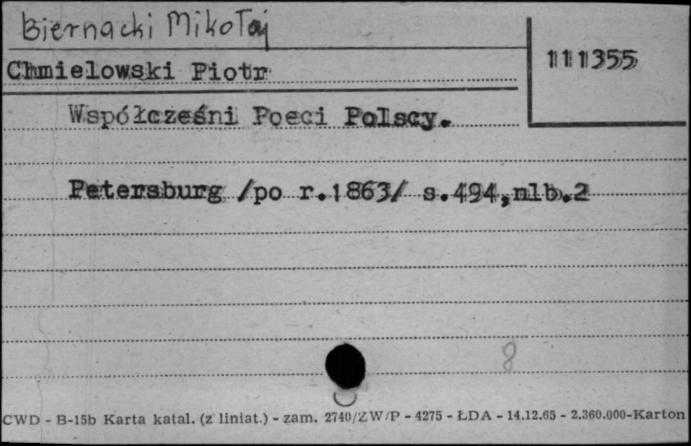 Biernacki Mikołaj
111355
Chmielowski Piotr
Współcześni Poeci Polscy.
Petersburg /po r.1863/ s.494,nlb.2
8
CWD - B-15b Karta katal. (z liniat.) - zam. 2740/ZW/P - 4275 - ŁDA - 14.12.65 - 2.360.000-Karton